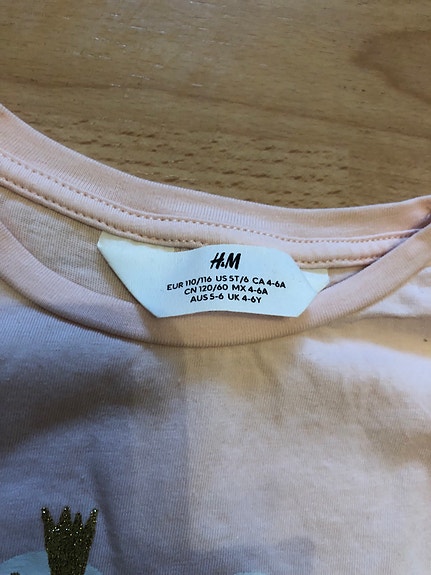 H&M
EUR 110/116 US 5T/6 CA 4-6A
CN 120/60 MX 4-6A
AUS 5-6 UK 4-6Y